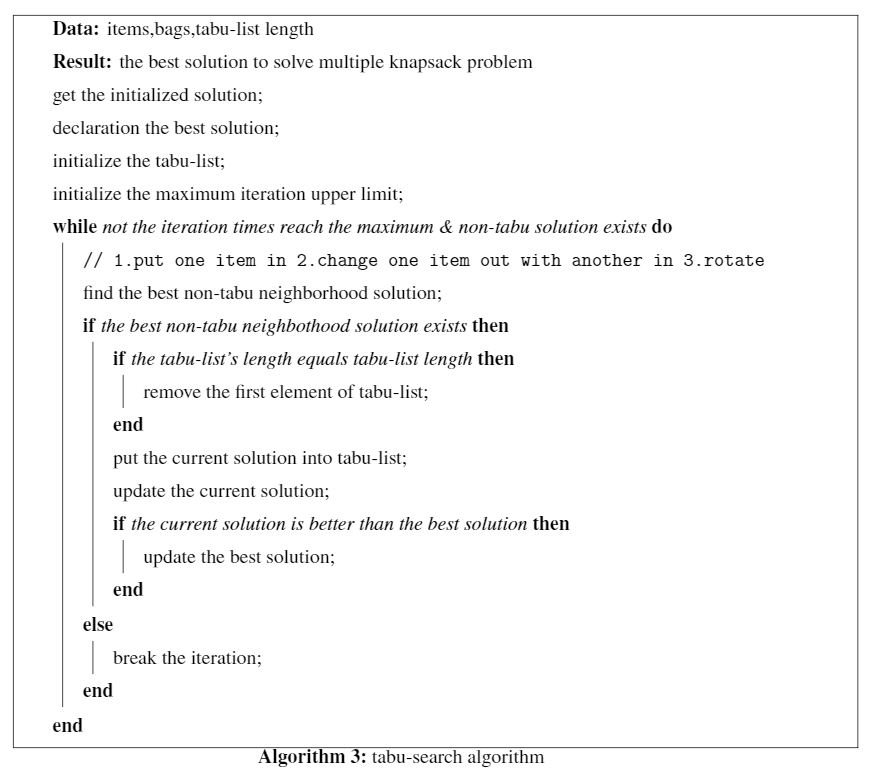 Data: items,bags,tabu-list length
Result: the best solution to solve multiple knapsack problem
get the initialized solution;
declaration the best solution;
initialize the tabu-list;
initialize the maximum iteration upper limit;
while not the iteration times reach the maximum & non-tabu solution exists do
// 1.put one item in 2.change one item out with another in 3.rotate
find the best non-tabu neighborhood solution;
if the best non-tabu neighbothood solution exists then
if the tabu-list's length equals tabu-list length then
remove the first element of tabu-list;
end
put the current solution into tabu-list;
update the current solution;
if the current solution is better than the best solution then
update the best solution;
end
else
break the iteration;
end
end
Algorithm 3: tabu-search algorithm